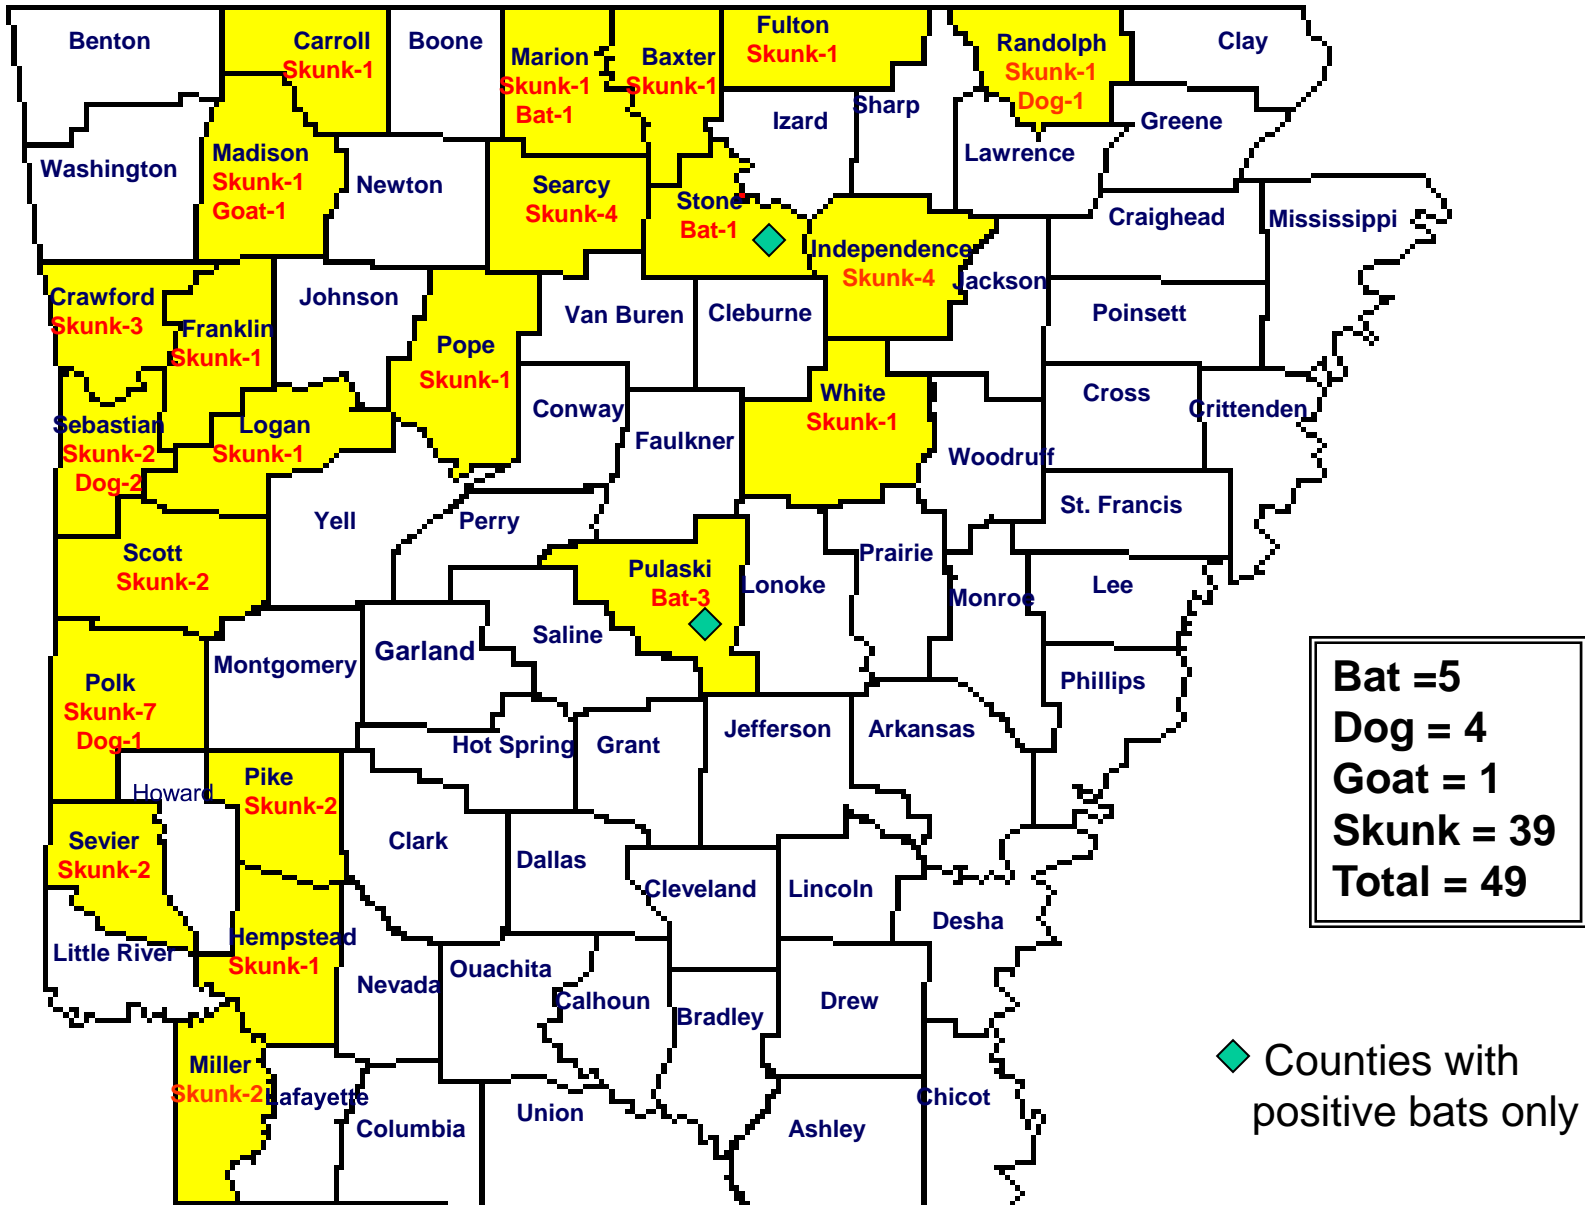 Benton
Carroll
Skunk-1
Boone
Marion
Skunk-1
Bat-1
Baxter
Skunk-1
Fulton
Skunk-1
Randolph
Skunk-1
Dog-1
Clay
Sharp
Izard
Greene
Lawrence
Washington
Madison
Skunk-1
Goat-1
Newton
Searcy
Skunk-4
Stone
Bat-1
Independence
Skunk-4
Craighead
Mississippi
Jackson
Crawford
Skunk-3
Franklin
Skunk-1
Johnson
Pope
Skunk-1
Van Buren
Cleburne
Poinsett
White
Skunk-1
Cross
Crittenden
Sebastian
Skunk-2
Dog-2
Logan
Skunk-1
Conway
Faulkner
Woodruff
St. Francis
Yell
Perry
Scott
Skunk-2
Pulaski
Bat-3
Lonoke
Prairie
Monroe
Lee
Garland
Saline
Montgomery
Phillips
Polk
Skunk-7
Dog-1
Hot Spring
Grant
Jefferson
Arkansas
Howard
Pike
Skunk-2
Sevier
Skunk-2
Clark
Dallas
Cleveland
Lincoln
Desha
Little River
Hempstead
Skunk-1
Nevada
Ouachita
Calhoun
Bradley
Drew
Miller
Skunk-2
Lafayette
Columbia
Union
Ashley
Chicot
Bat =5
Dog = 4
Goat = 1
Skunk = 39
Total = 49
Counties with
positive bats only